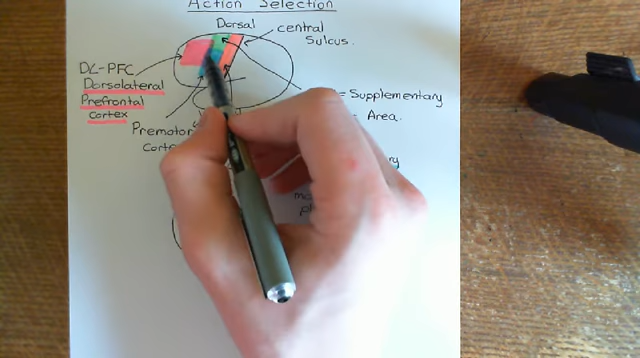 Action Selection
Dorsal
central
Sulcus.
DL-PFC
Dorsolateral
Prefrontal
cortex
= Supplementary
Area.
Premotor